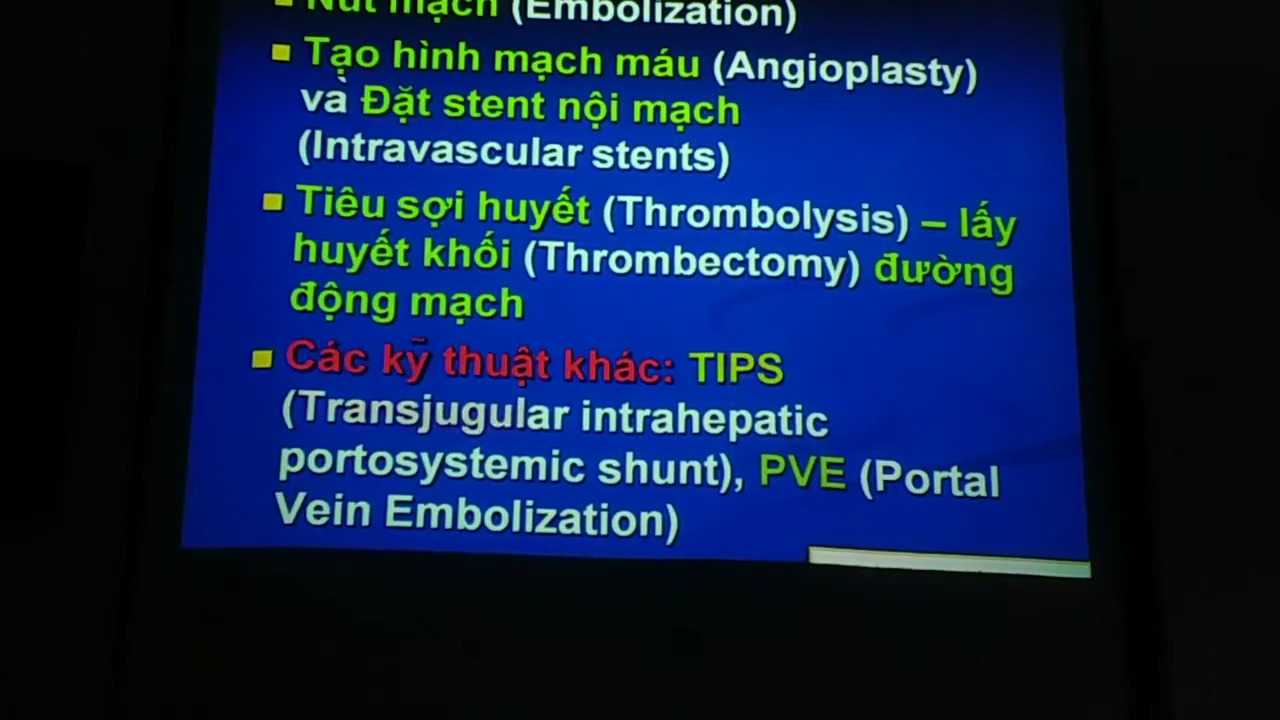 Nút mạch (Embolization)
Tạo hình mạch máu (Angioplasty)
và Đặt stent nội mạch
(Intravascular stents)
Tiêu sợi huyết (Thrombolysis) – lấy
huyết khối (Thrombectomy) đường
động mạch
Các kỹ thuật khác: TIPS
(Transjugular intrahepatic
portosystemic shunt), PVE (Portal
Vein Embolization)